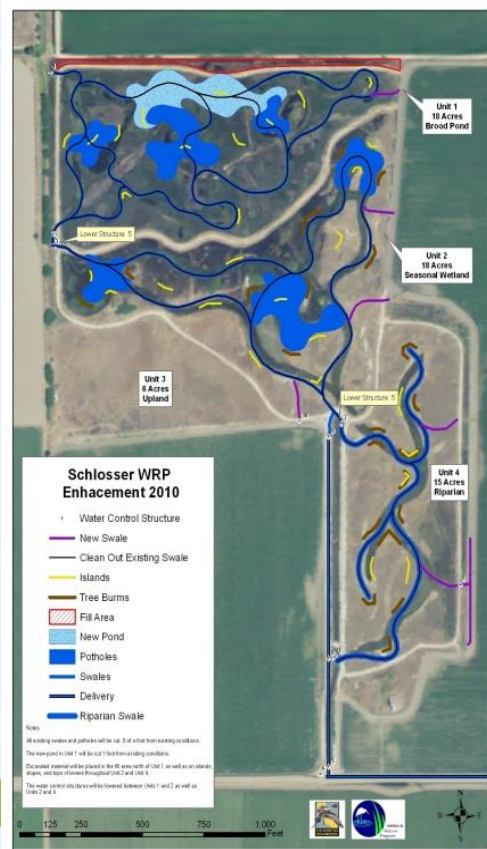 Unit 1
18 Acres
Brood Pond
Lower Structure .5
Unit 2
18 Acres
Seasonal Wetland
Unit 3
6 Acres
Upland
Lower Structure .5
Unit 4
15 Acres
Riparian
Schlosser WRP
Enhacement 2010
Water Control Structure
New Swale
Clean Out Existing Swale
Islands
Tree Burms
Fill Area
New Pond
Potholes
Swales
Delivery
Riparian Swale
Notes
All existing swales and potholes will be cut .5 of a foot from existing conditions.
The new pond in Unit 1 will be cut 1 foot from existing conditions.
Excavated material will be placed in the fill area north of Unit 1 as well as on islands,
slopes, and tops of levees throughout Unit 2 and Unit 4.
The water control structures will be lowered between Units 1 and 2 as well as
Units 2 and 4.
0 125 250 500 750 1,000
Feet
N
W E
S